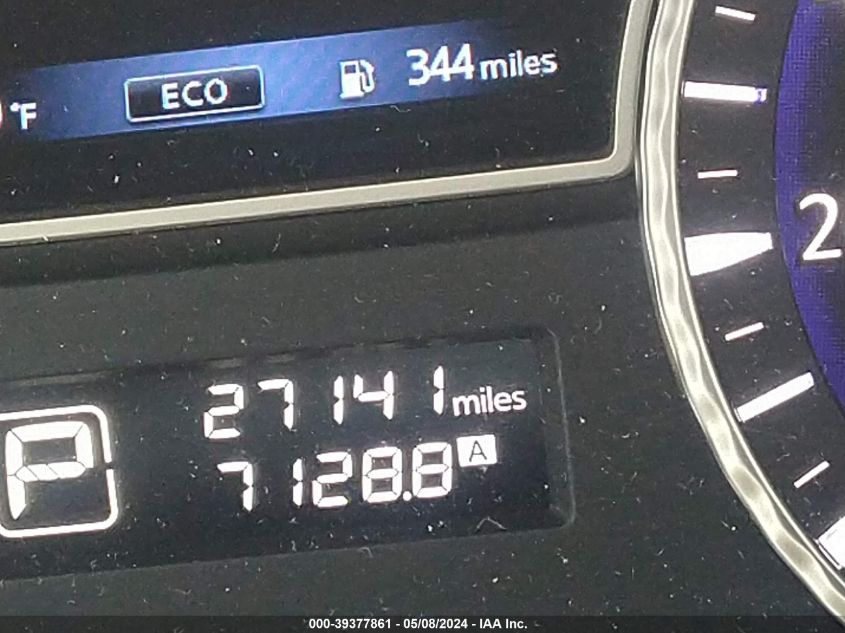 °F ECO 344 miles
2
27141 miles
P 7128.8 A
000-39377861 - 05/08/2024 - IAA Inc.